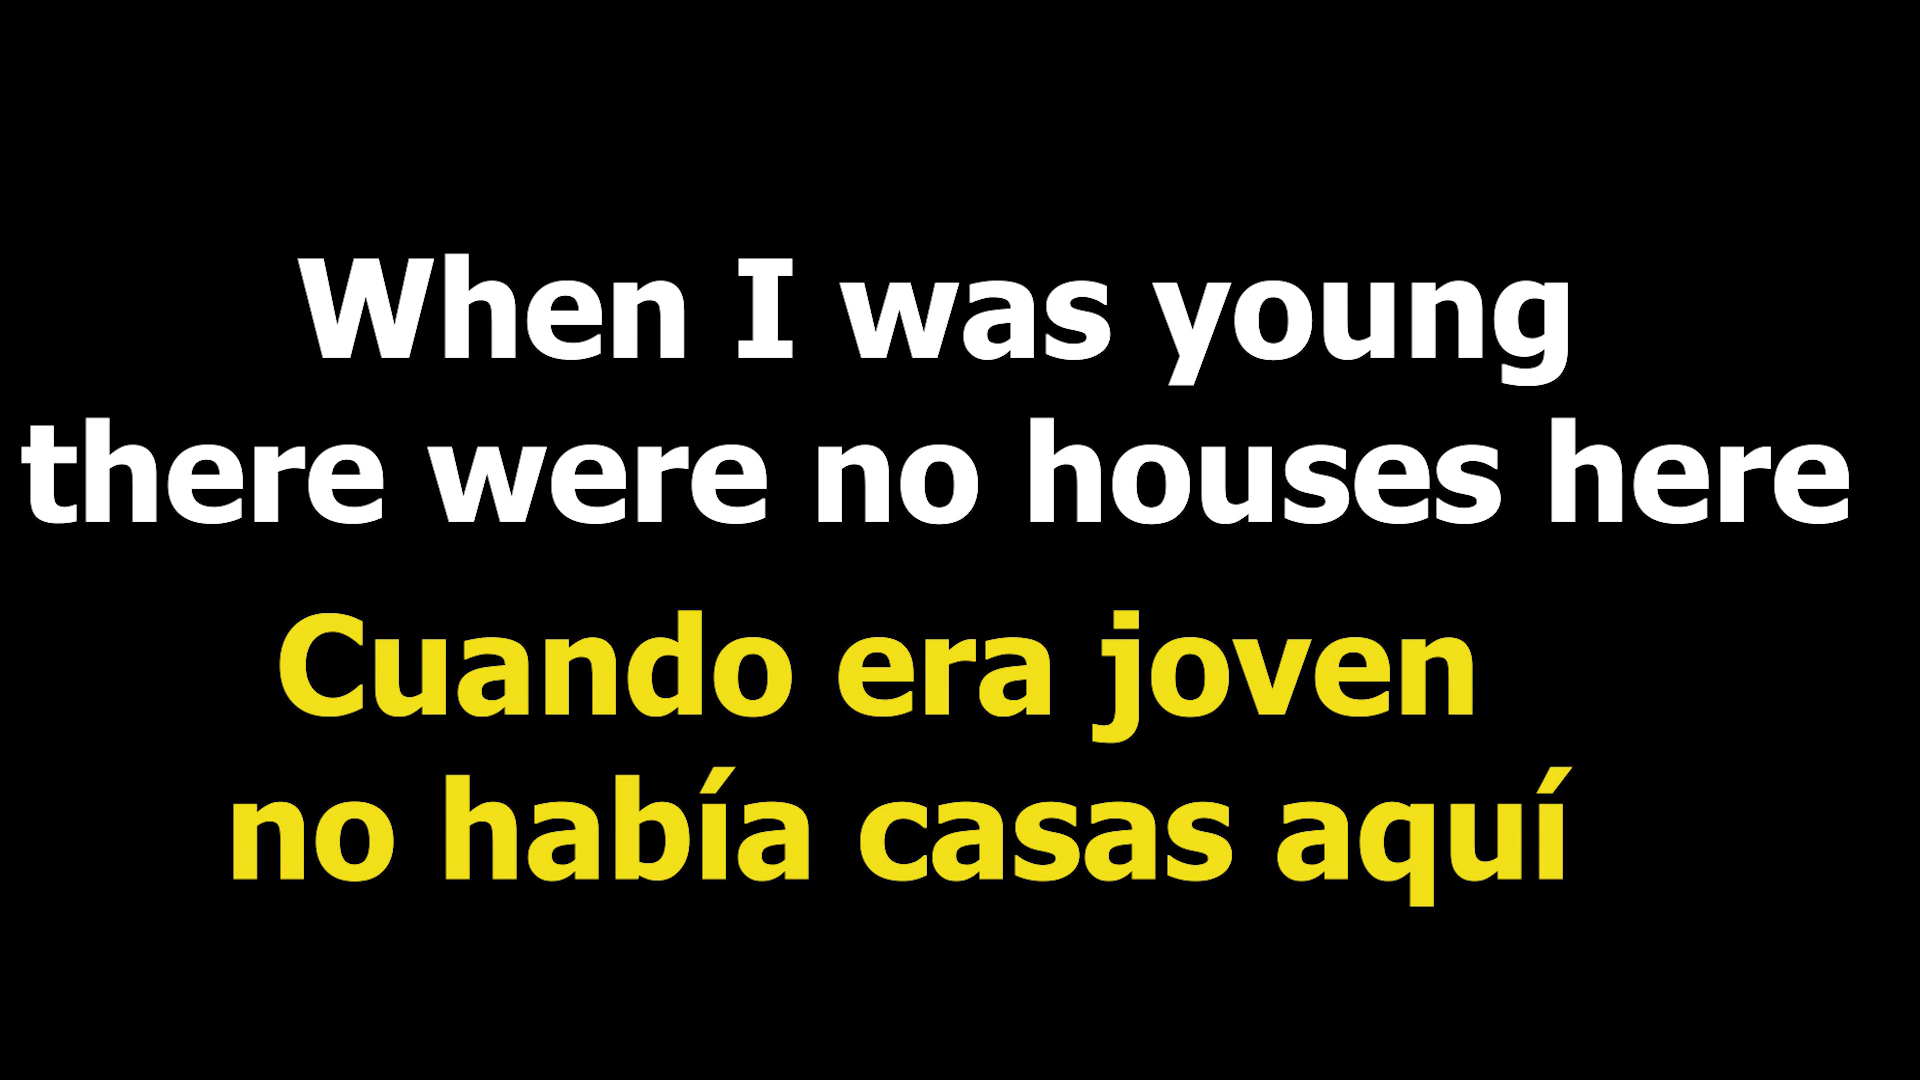 When I was young
there were no houses here
Cuando era joven
no había casas aquí